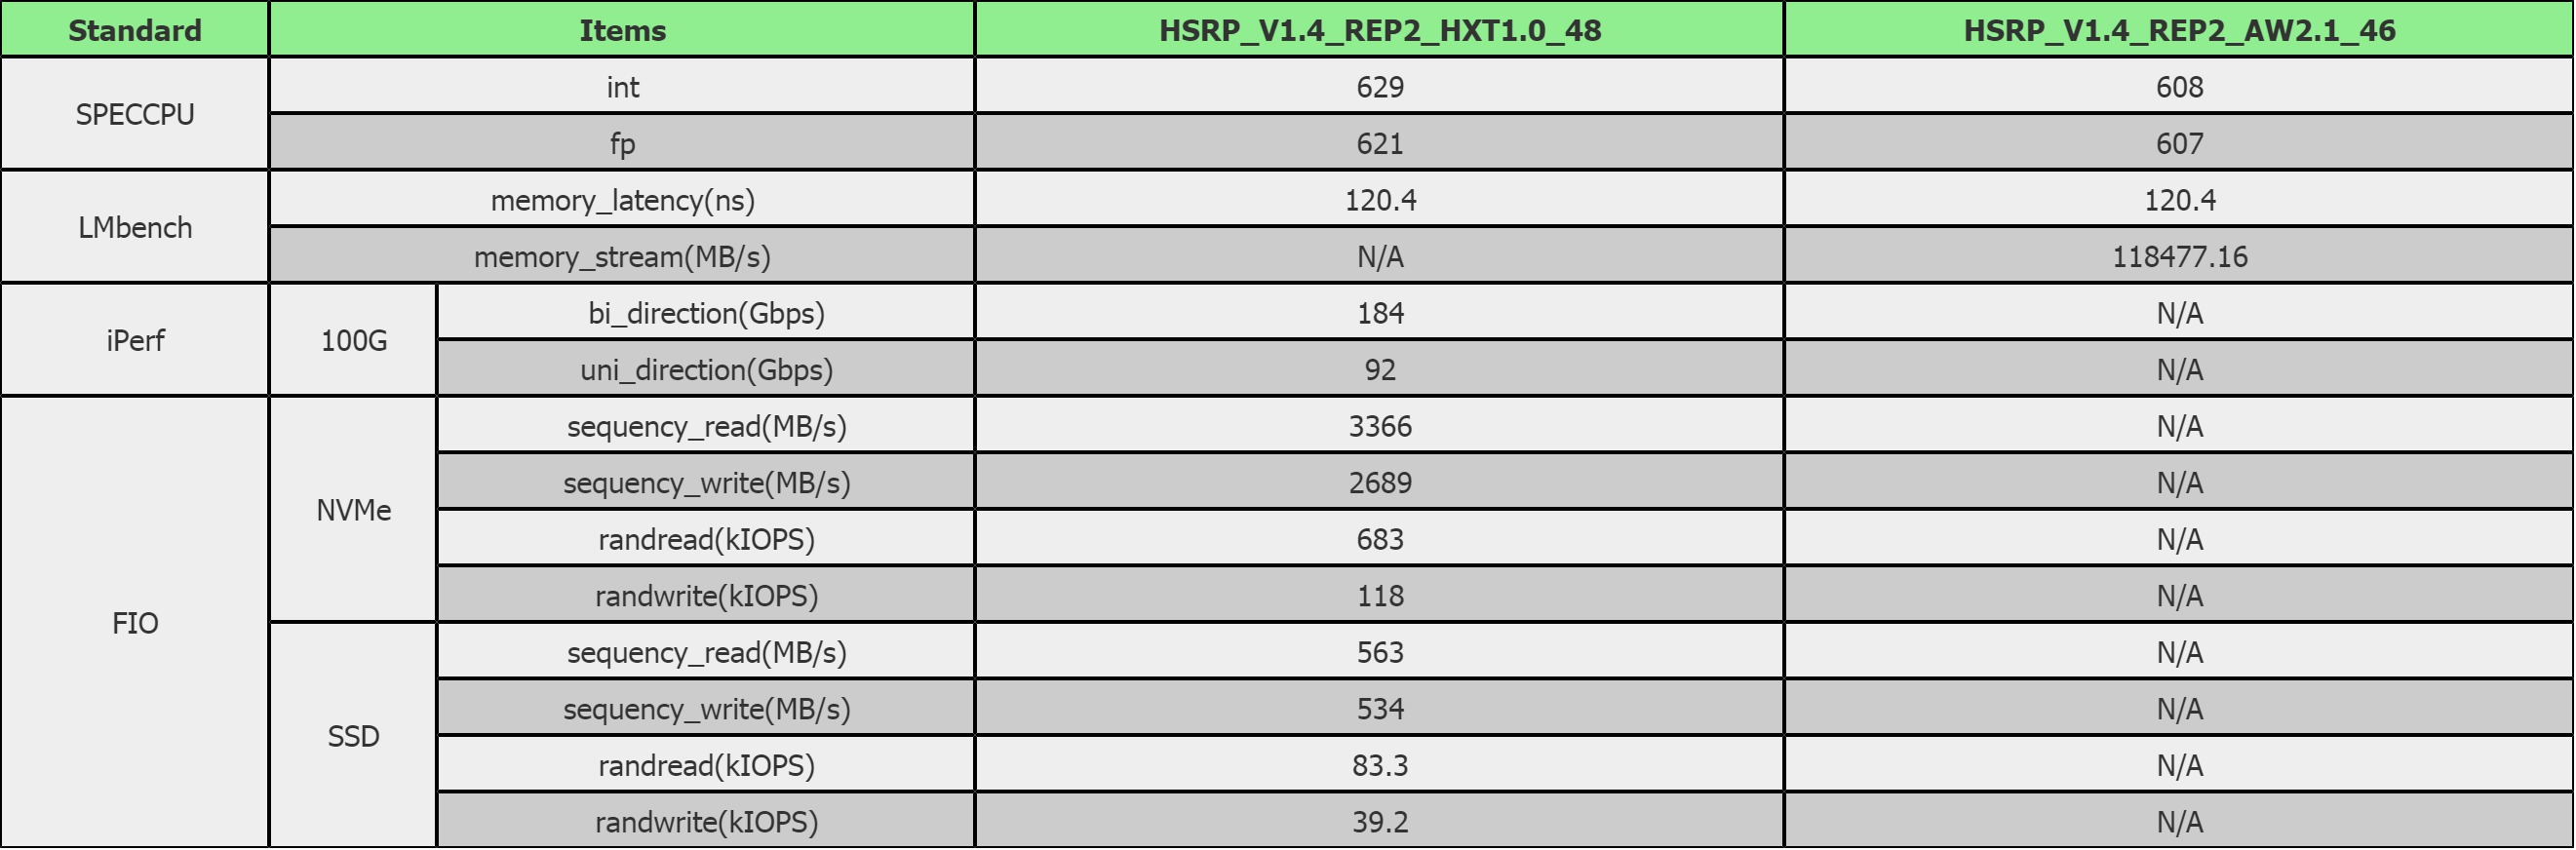 Standard Items HSRP_V1.4_REP2_HXT1.0_48 HSRP_V1.4_REP2_AW2.1_46
SPECCPU int 629 608
fp 621 607
LMbench memory_latency(ns) 120.4 120.4
memory_stream(MB/s) N/A 118477.16
iPerf 100G bi_direction(Gbps) 184 N/A
uni_direction(Gbps) 92 N/A
FIO NVMe sequency_read(MB/s) 3366 N/A
sequency_write(MB/s) 2689 N/A
randread(kIOPS) 683 N/A
randwrite(kIOPS) 118 N/A
SSD sequency_read(MB/s) 563 N/A
sequency_write(MB/s) 534 N/A
randread(kIOPS) 83.3 N/A
randwrite(kIOPS) 39.2 N/A